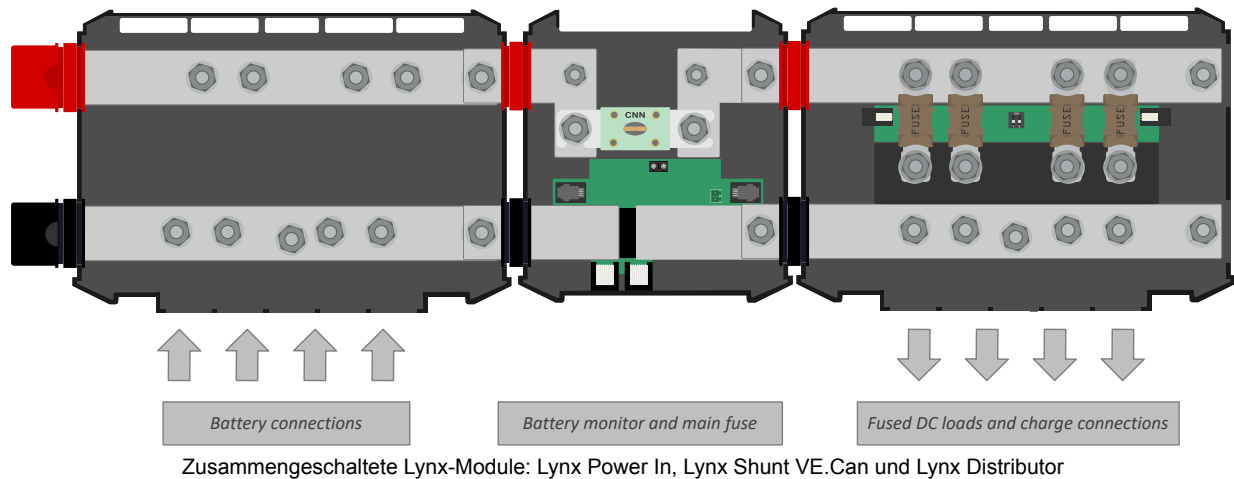 CNN
FUSE FUSE FUSE FUSE
Battery connections
Battery monitor and main fuse
Fused DC loads and charge connections
Zusammengeschaltete Lynx-Module: Lynx Power In, Lynx Shunt VE.Can und Lynx Distributor